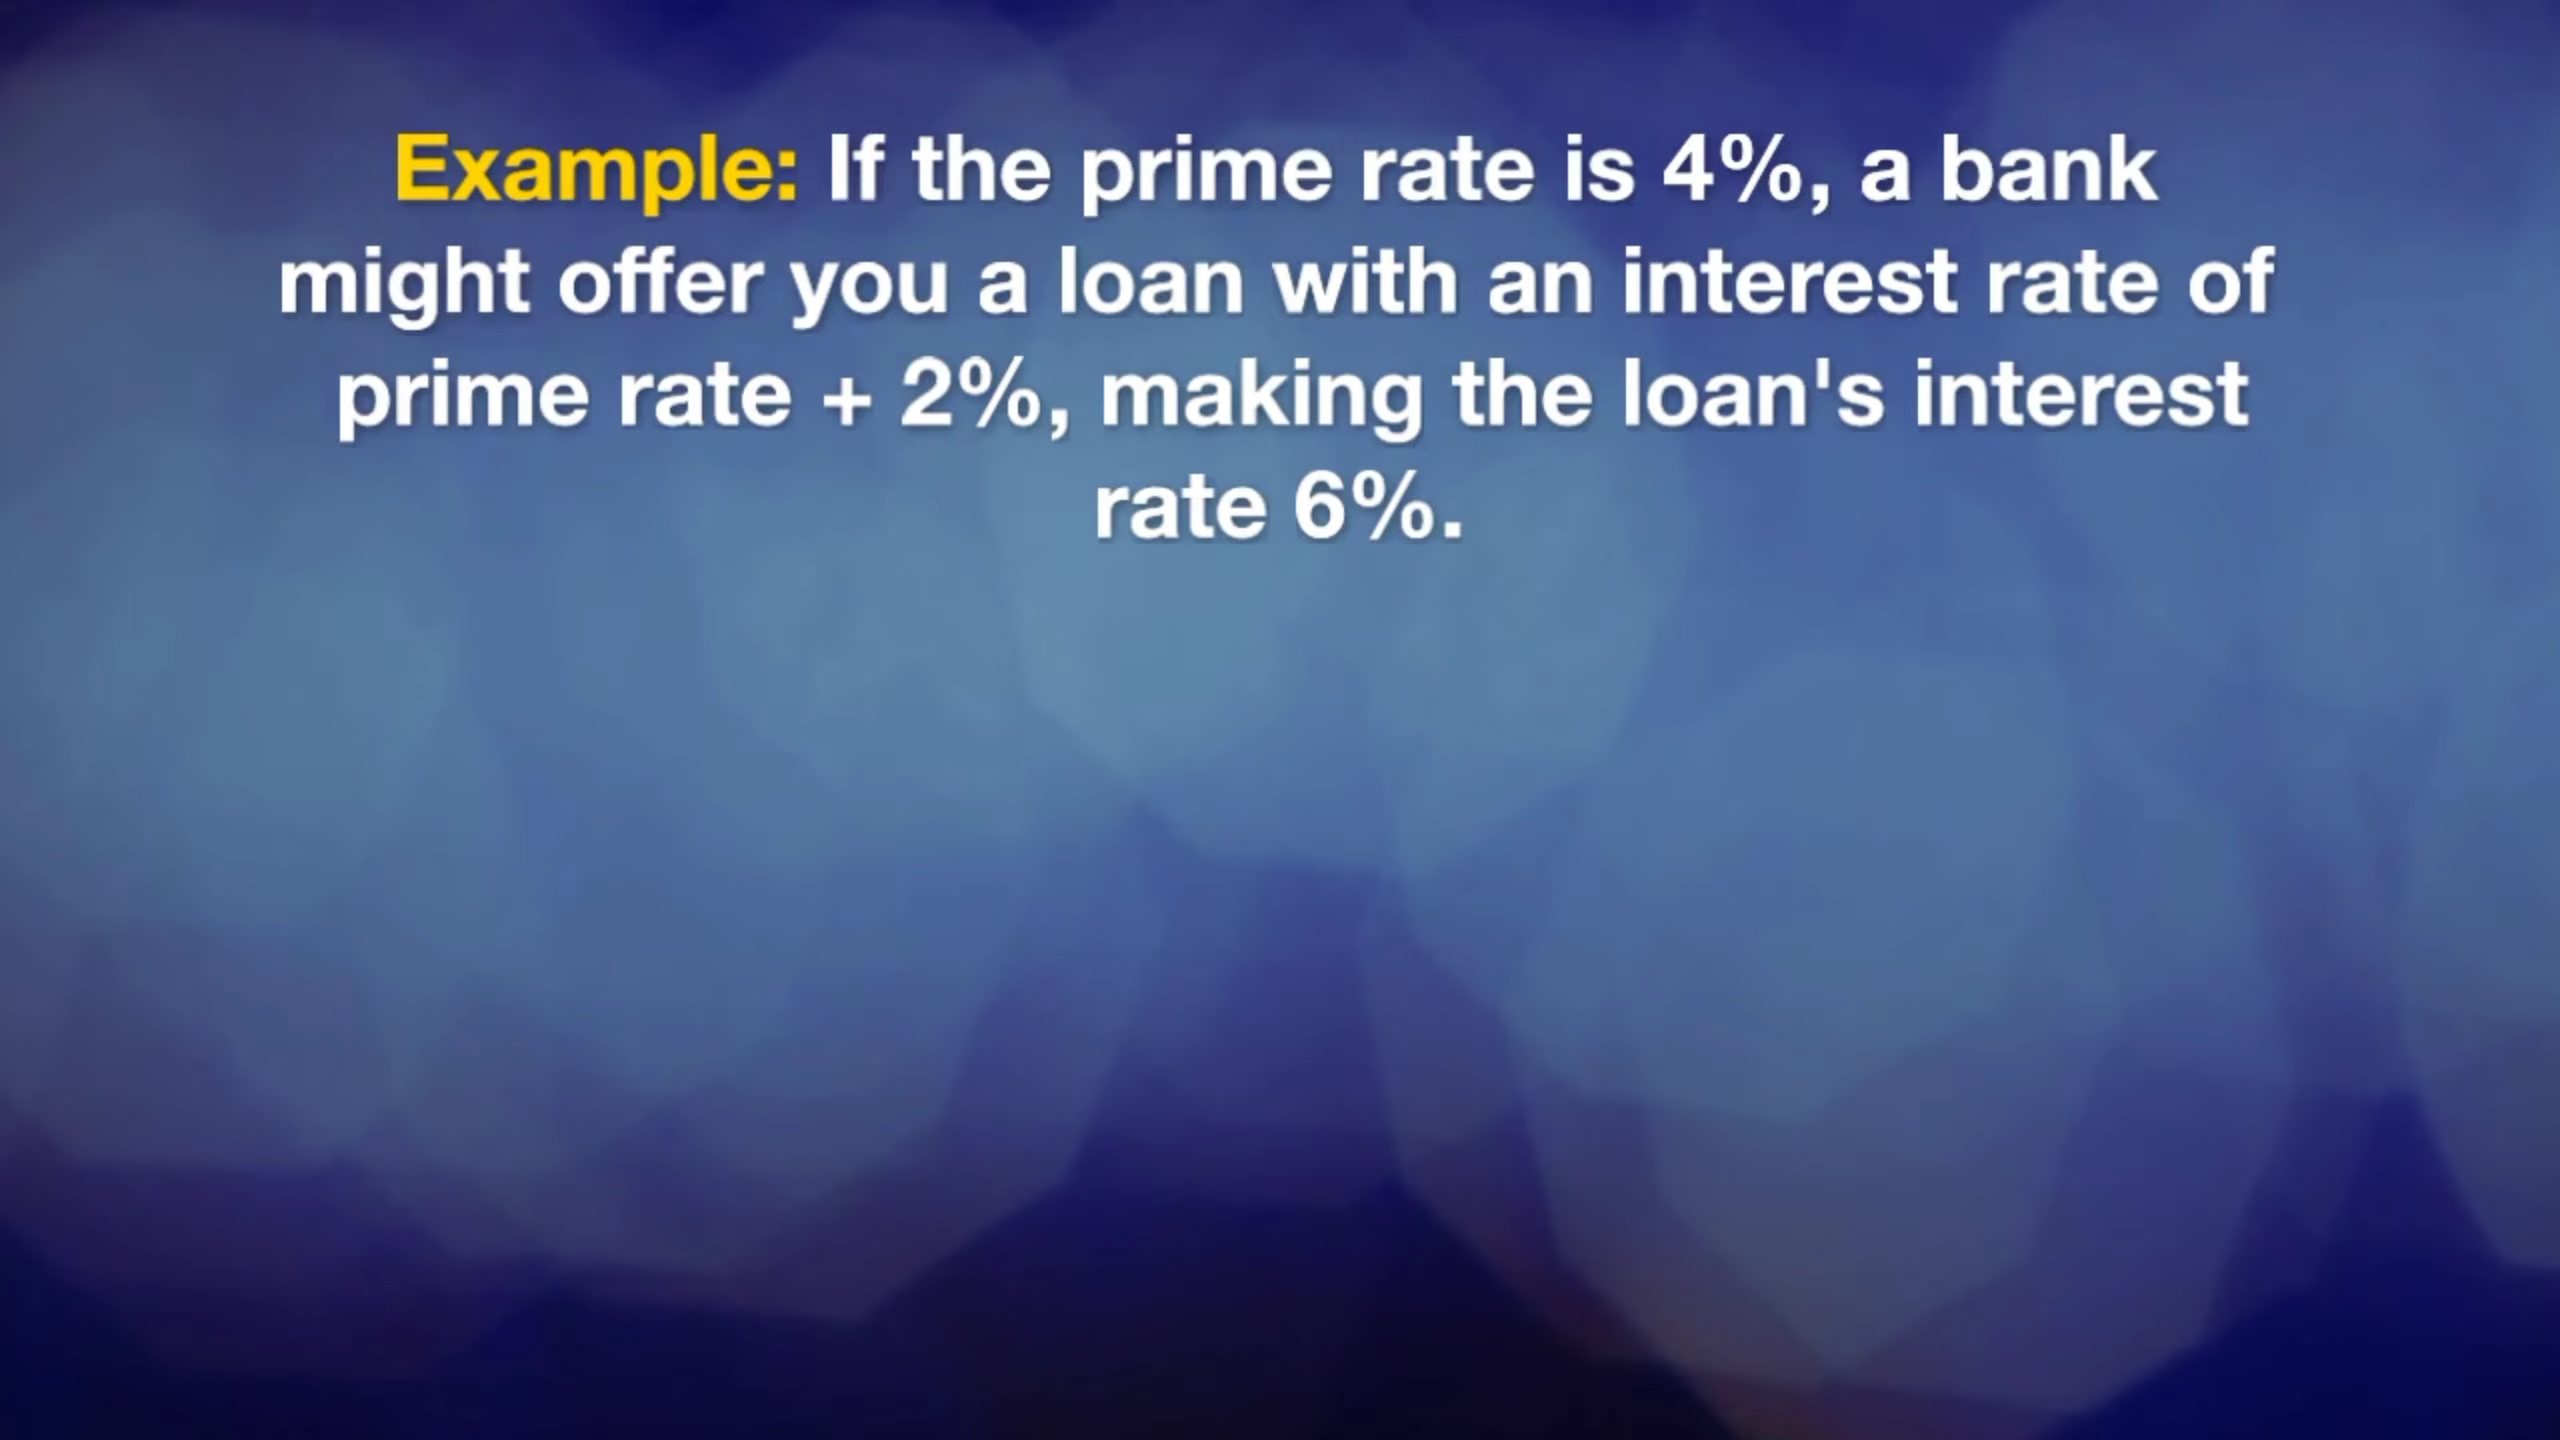 Example: If the prime rate is 4%, a bank
might offer you a loan with an interest rate of
prime rate + 2%, making the loan's interest
rate 6%.